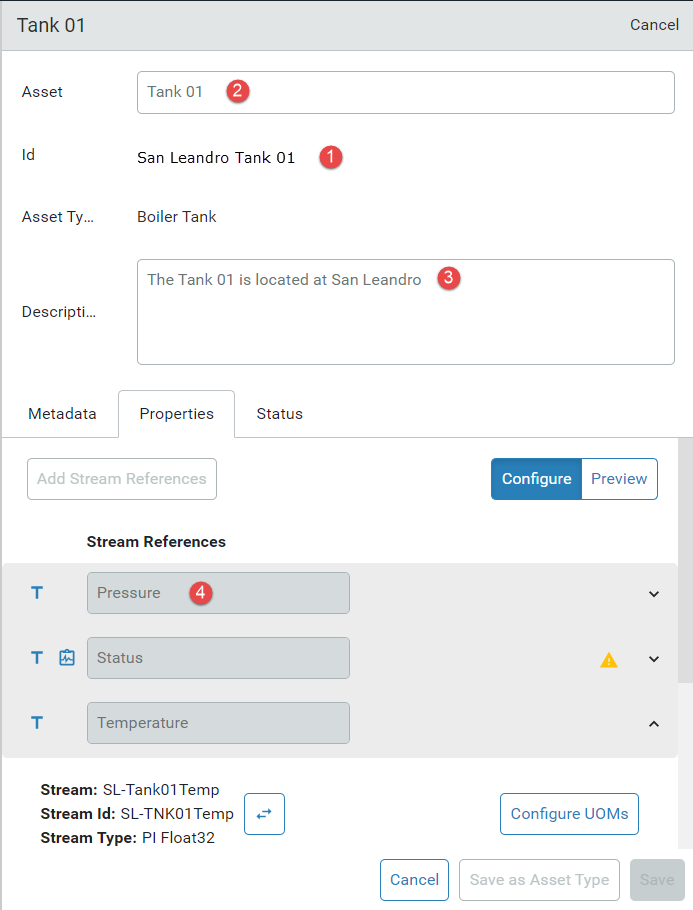 Tank 01 Cancel
Asset Tank 01 2
Id San Leandro Tank 01 1
Asset Ty... Boiler Tank
The Tank 01 is located at San Leandro 3
Descripti...
Metadata Properties Status
Add Stream References Configure Preview
Stream References
T Pressure 4
T Status
T Temperature
Stream: SL-Tank01Temp
Stream Id: SL-TNK01Temp Configure UOMs
Stream Type: PI Float32
Cancel Save as Asset Type Save